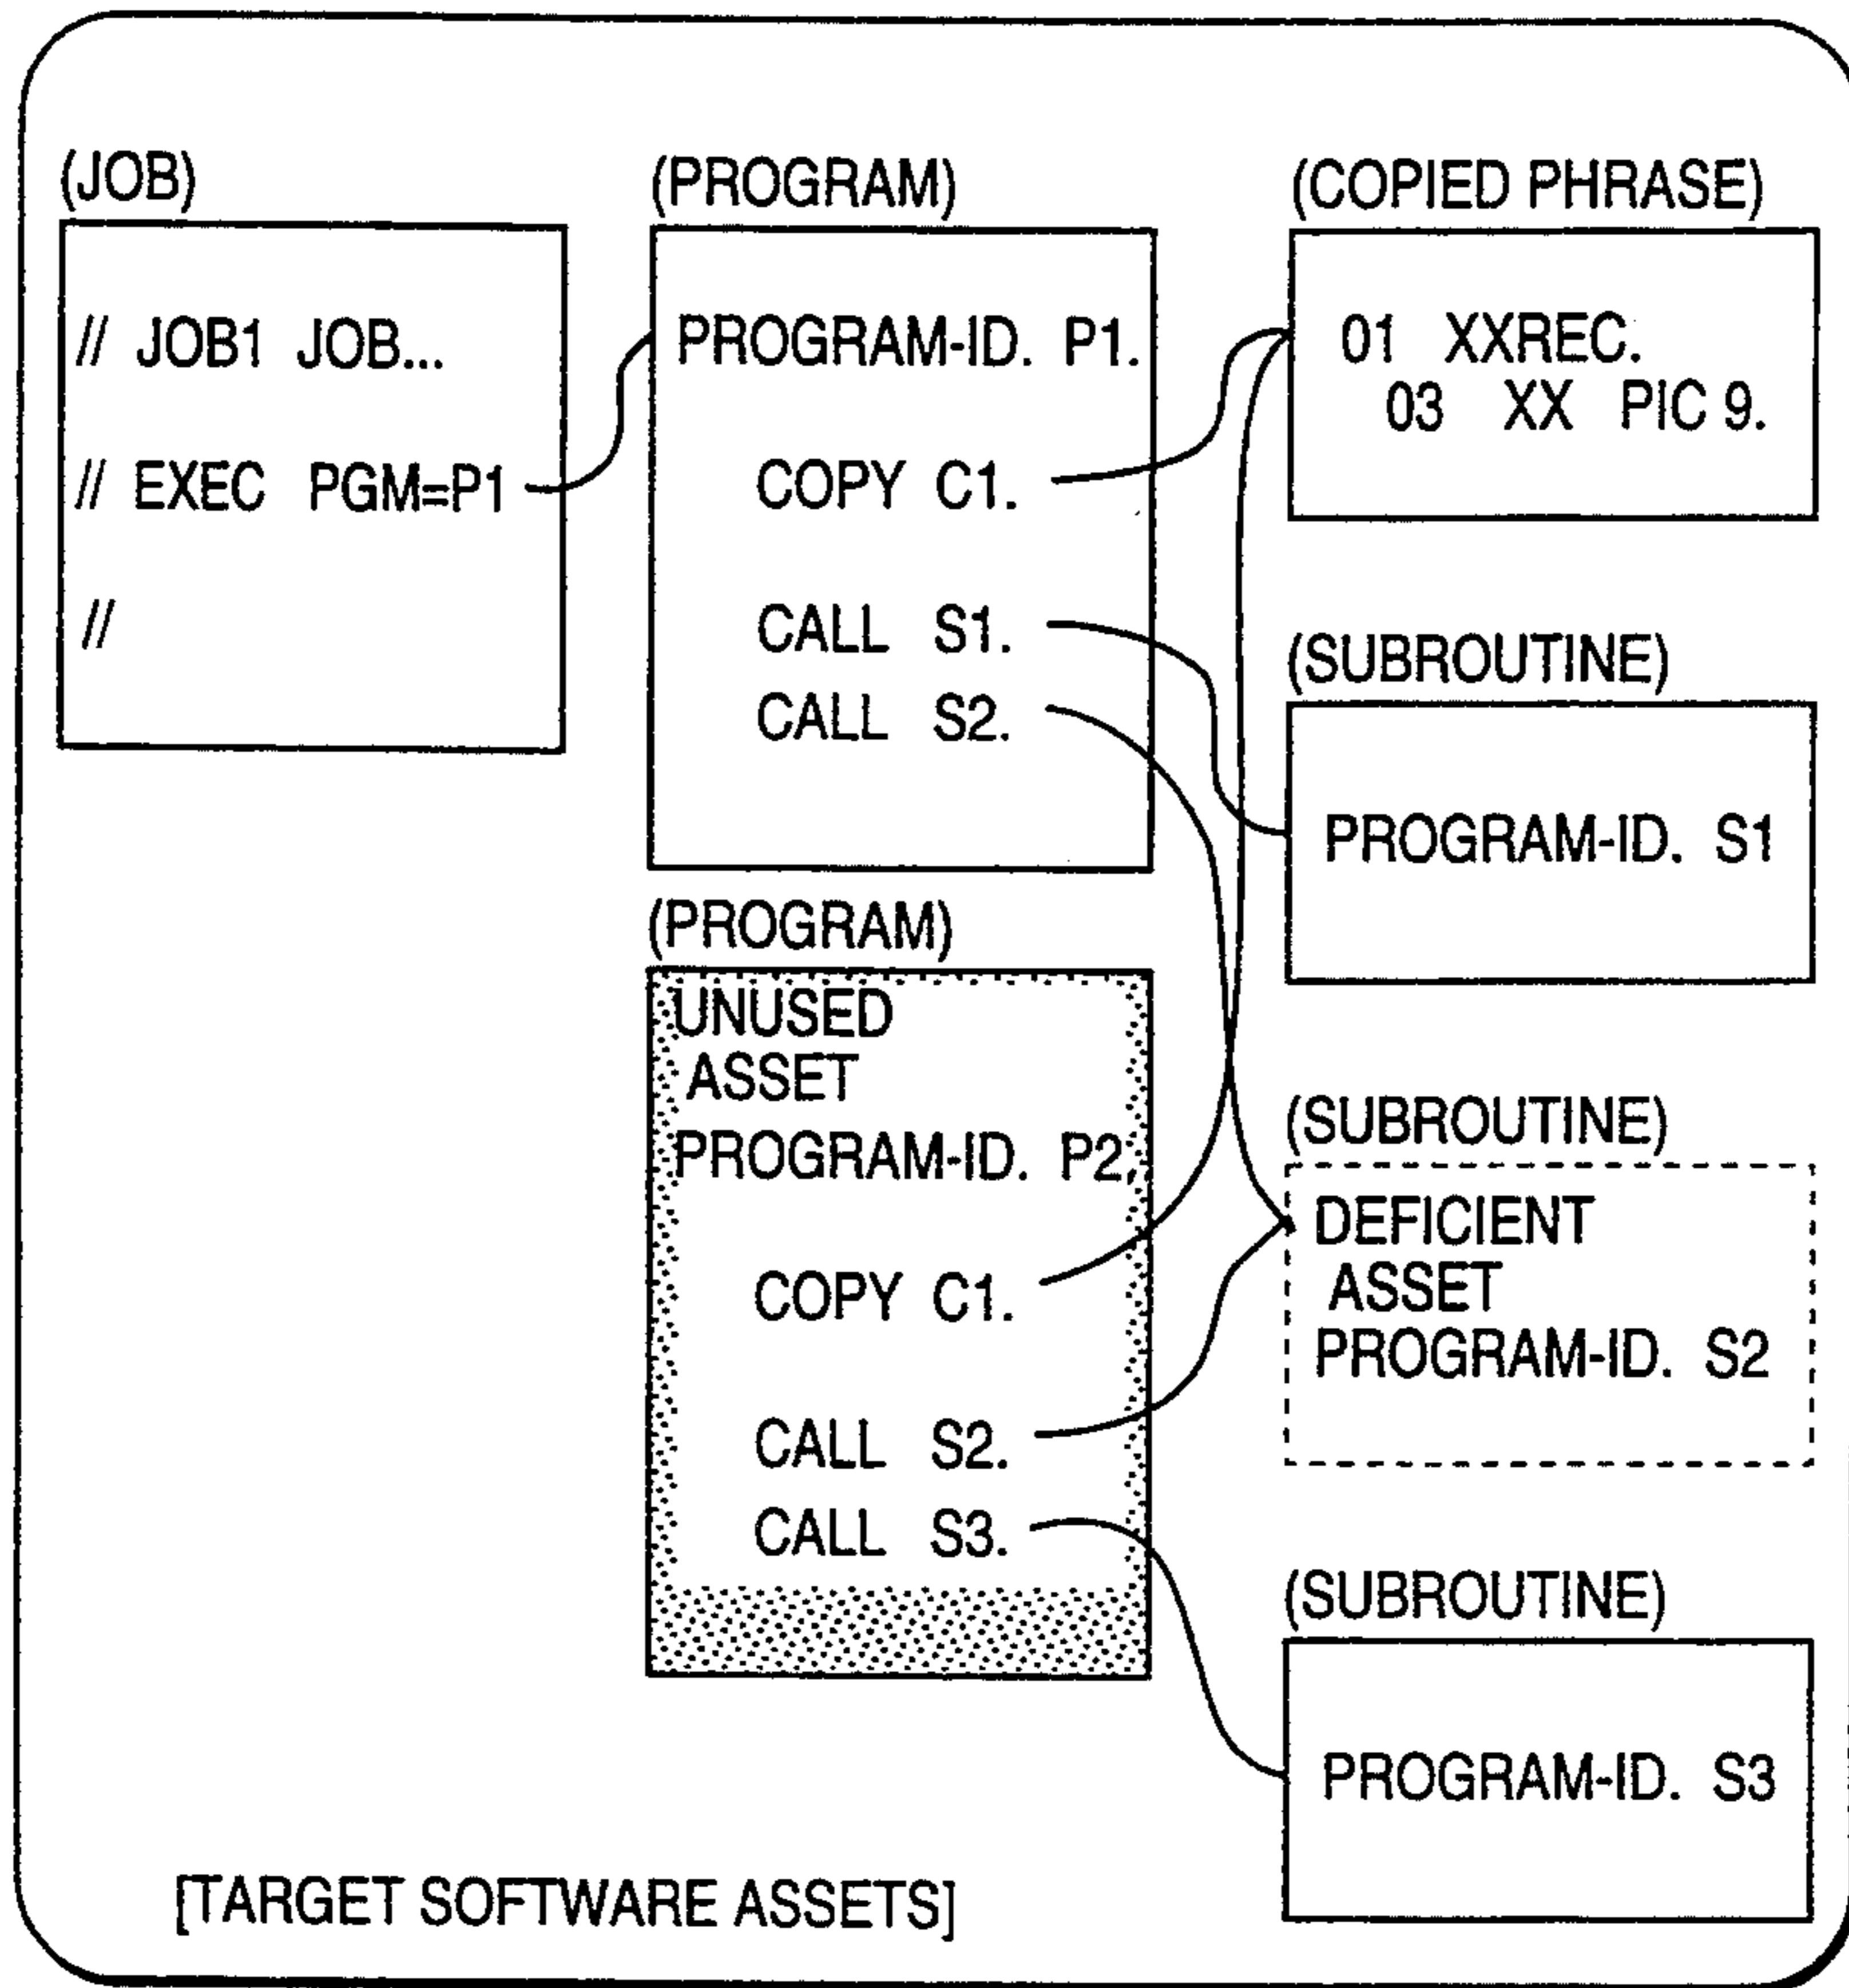 (JOB)
// JOB1 JOB...
// EXEC PGM=P1
//
(PROGRAM)
PROGRAM-ID. P1.
COPY C1.
CALL S1.
CALL S2.
(PROGRAM)
UNUSED
ASSET
PROGRAM-ID. P2.
COPY C1.
CALL S2.
CALL S3.
(COPIED PHRASE)
01 XXREC.
03 XX PIC 9.
(SUBROUTINE)
PROGRAM-ID. S1
(SUBROUTINE)
DEFICIENT
ASSET
PROGRAM-ID. S2
(SUBROUTINE)
PROGRAM-ID. S3
[TARGET SOFTWARE ASSETS]